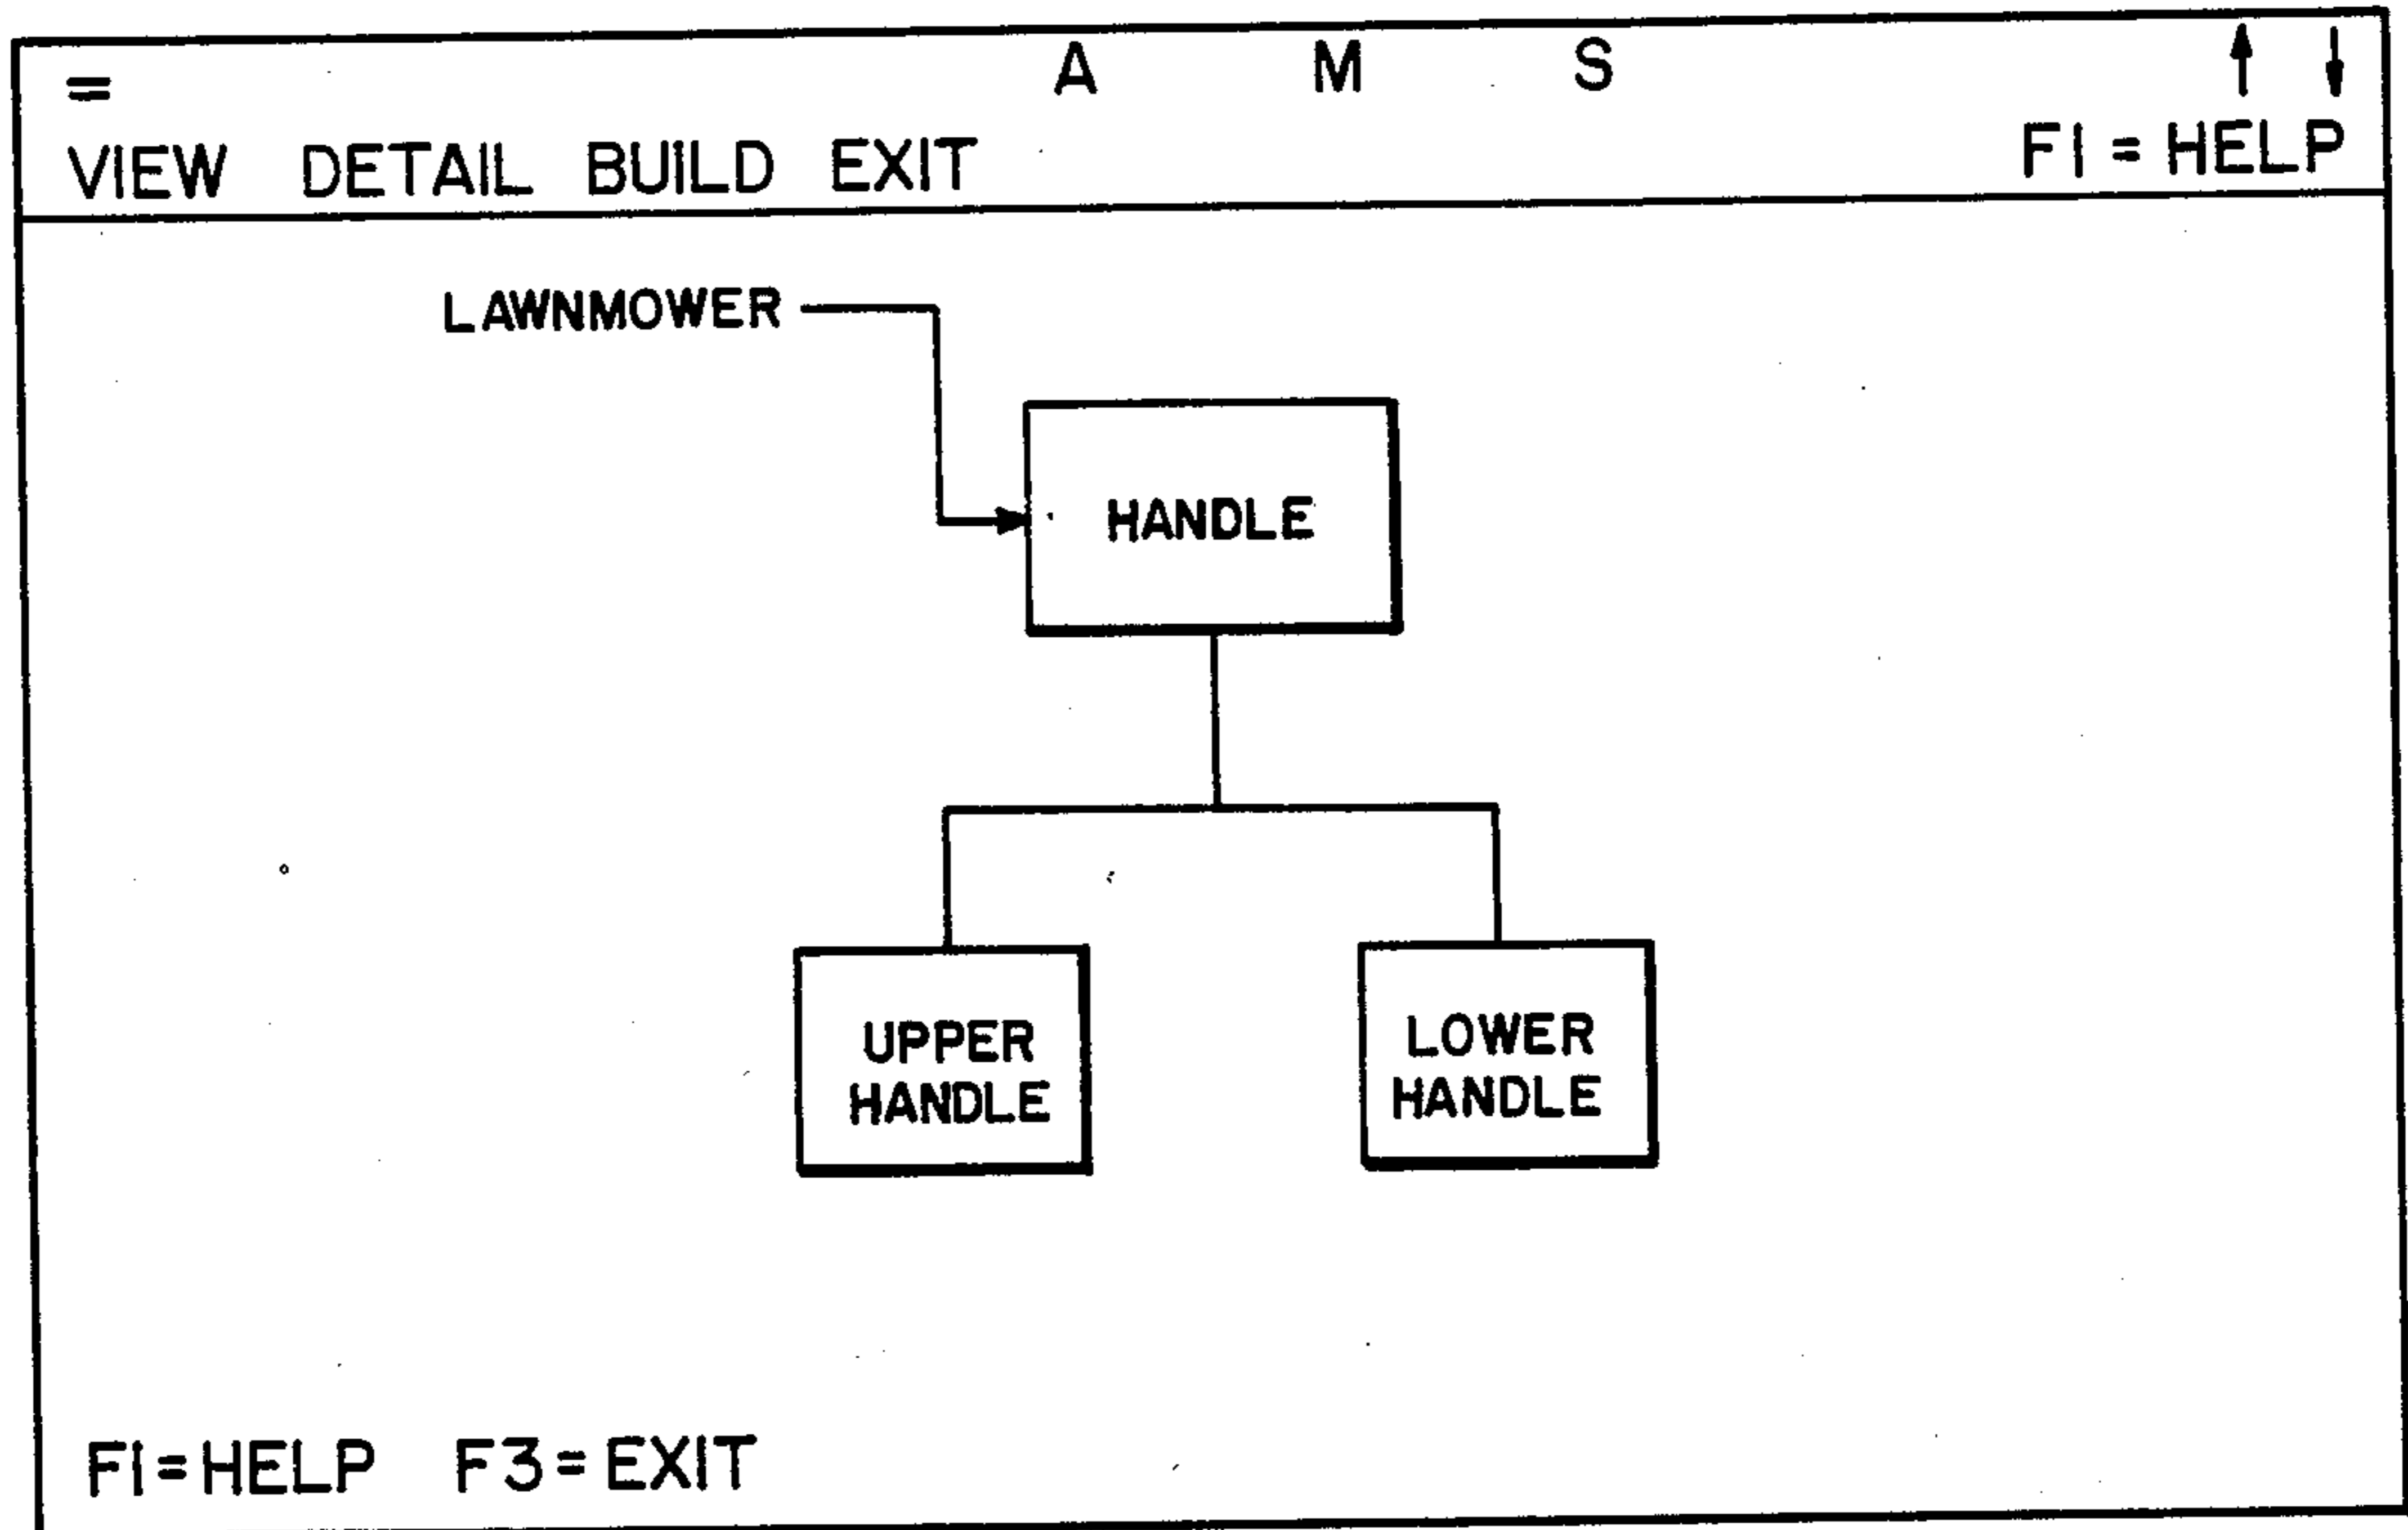 = A M S
VIEW DETAIL BUILD EXIT F1 = HELP
LAWNMOWER
HANDLE
UPPER
HANDLE
LOWER
HANDLE
F1=HELP F3=EXIT